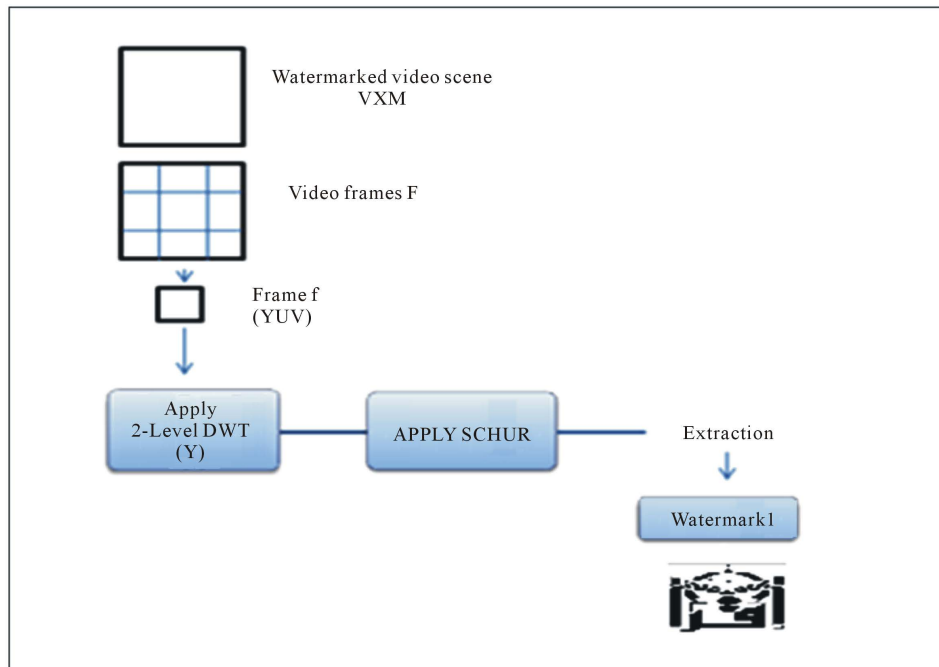 Watermarked video scene
VXM
Video frames F
Frame f
(YUV)
Apply
2-Level DWT
(Y)
APPLY SCHUR
Extraction
Watermark1